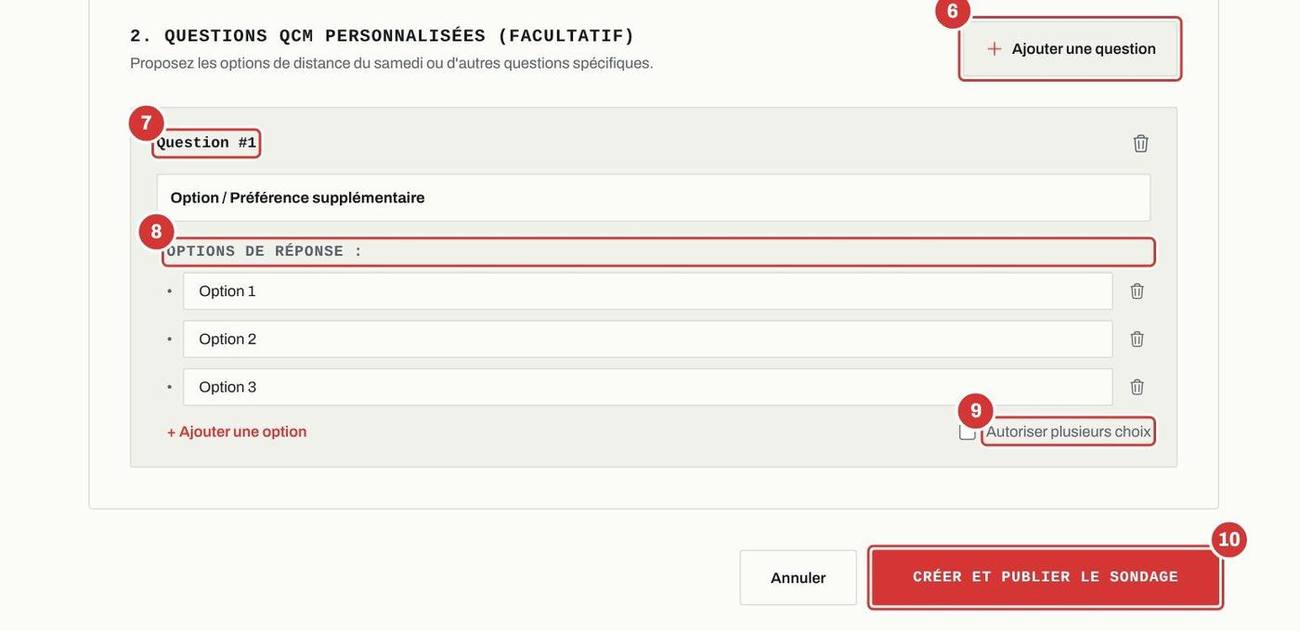 6
2. QUESTIONS QCM PERSONNALISÉES (FACULTATIF)
+ Ajouter une question
Proposez les options de distance du samedi ou d'autres questions spécifiques.
7
Question #1
Option / Préférence supplémentaire
8
OPTIONS DE RÉPONSE :
• Option 1
• Option 2
• Option 3
9
+ Ajouter une option
Autoriser plusieurs choix
10
Annuler
CRÉER ET PUBLIER LE SONDAGE